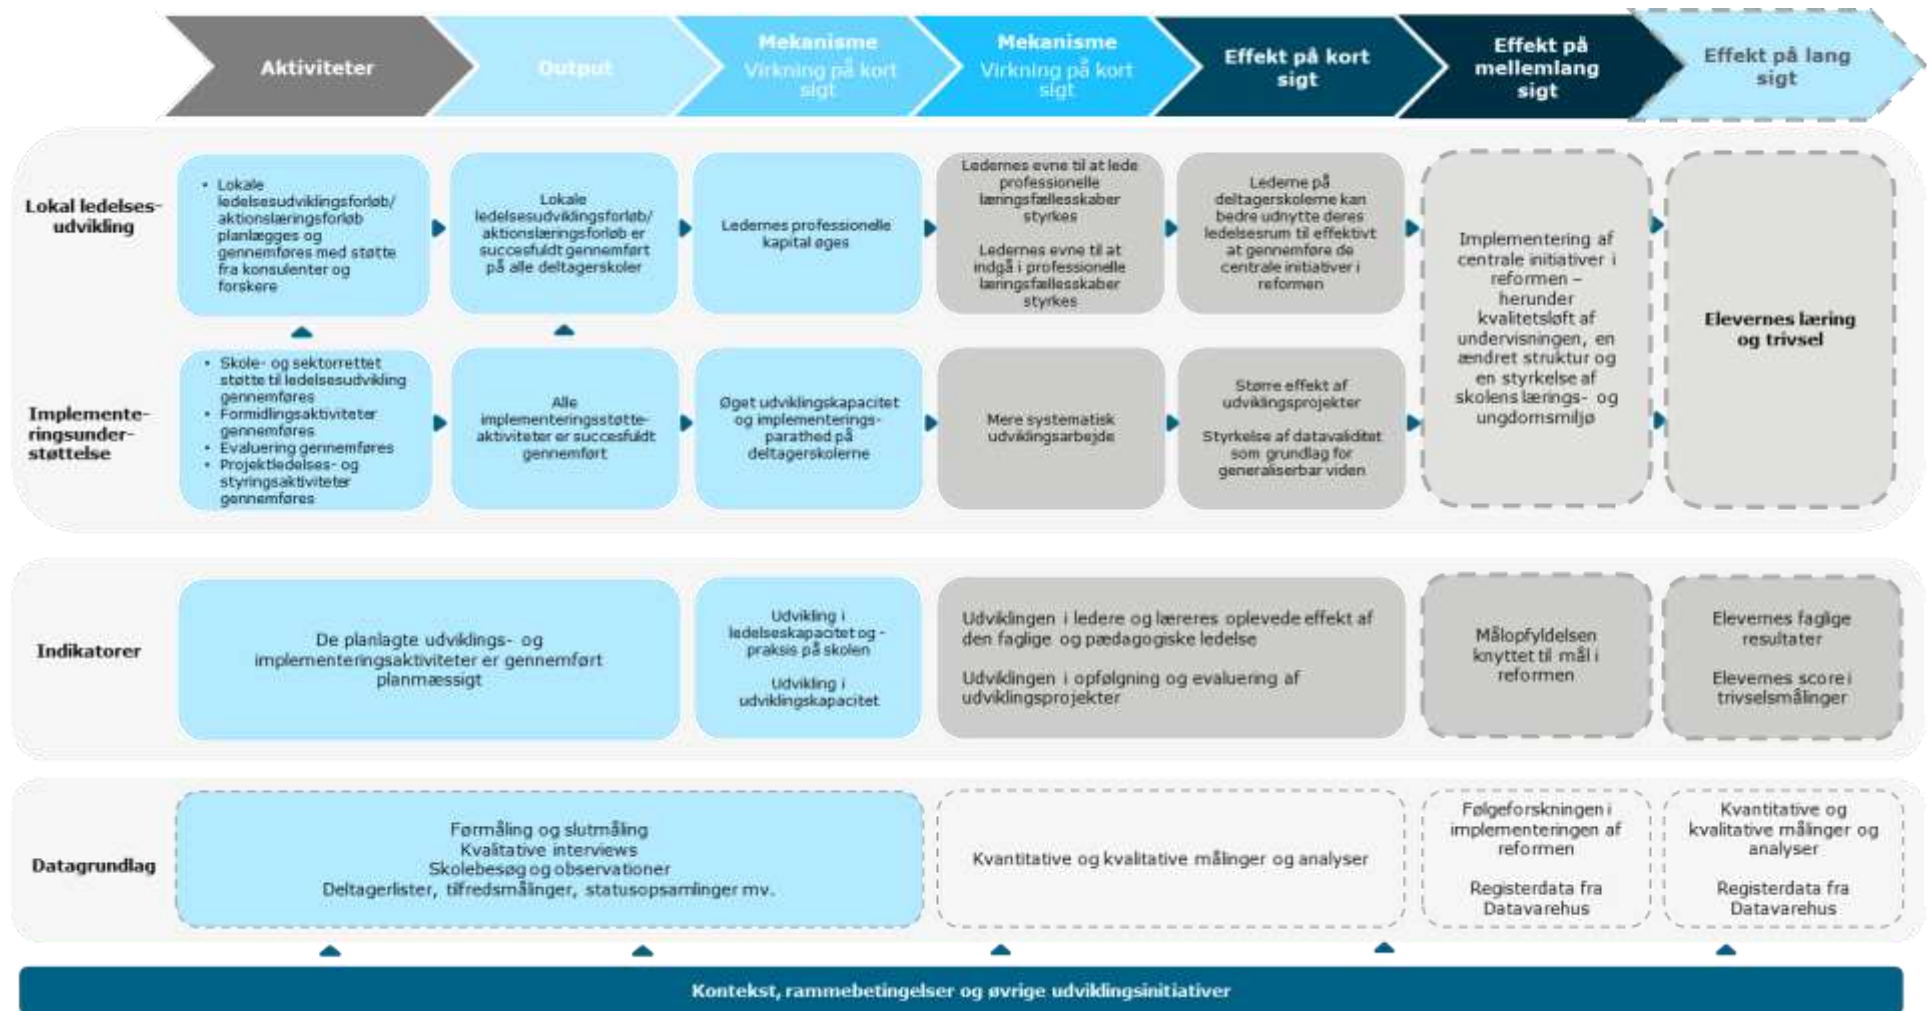 Aktiviteter
Output
Mekanisme
Virkning på kort
sigt
Mekanisme
Virkning på kort
sigt
Effekt på kort
sigt
Effekt på
mellemlang
sigt
Effekt på lang
sigt
Lokal ledelses-
udvikling
• Lokale
ledelsesudviklingsforløb/
aktionslæringsforløb
planlægges og
gennemføres med støtte
fra konsulenter og
forskere
Lokale
ledelsesudviklingsforløb/
aktionslæringsforløb er
succesfuldt gennemført
på alle deltagerskoler
Ledernes professionelle
kapital øges
Ledernes evne til at lede
professionelle
læringsfællesskaber
styrkes
Ledernes evne til at
indgå i professionelle
læringsfællesskaber
styrkes
Lederne på
deltagerskolerne kan
bedre udnytte deres
ledelsesrum til effektivt
at gennemføre de
centrale initiativer i
reformen
Implementering af
centrale initiativer i
reformen –
herunder
kvalitetsløft af
undervisningen, en
ændret struktur og
en styrkelse af
skolens lærings- og
ungdomsmiljø
Elevernes læring
og trivsel
Implemente-
ringsunder-
støttelse
• Skole- og sektorrettet
støtte til ledelsesudvikling
gennemføres
• Formidlingsaktiviteter
gennemføres
• Evaluering gennemføres
• Projektledelses- og
styringsaktiviteter
gennemføres
Alle
implementeringsstøtte-
aktiviteter er succesfuldt
gennemført
Øget udviklingskapacitet
og implementerings-
parathed på
deltagerskolerne
Mere systematisk
udviklingsarbejde
Større effekt af
udviklingsprojekter
Styrkelse af datavaliditet
som grundlag for
generaliserbar viden
Indikatorer
De planlagte udviklings- og
implementeringsaktiviteter er gennemført
planmæssigt
Udvikling i
ledelseskapacitet og -
praksis på skolen
Udvikling i
udviklingskapacitet
Udviklingen i ledere og læreres oplevede effekt af
den faglige og pædagogiske ledelse
Udviklingen i opfølgning og evaluering af
udviklingsprojekter
Målopfyldelsen
knyttet til mål i
reformen
Elevernes faglige
resultater
Elevernes score i
trivselsmålinger
Datagrundlag
Førmåling og slutmåling
Kvalitative interviews
Skolebesøg og observationer
Deltagerlister, tilfredsmålinger, statusopsamlinger mv.
Kvantitative og kvalitative målinger og analyser
Følgeforskningen i
implementeringen af
reformen
Registerdata fra
Datavarehus
Kvantitative og
kvalitative målinger og
analyser
Registerdata fra
Datavarehus
Kontekst, rammebetingelser og øvrige udviklingsinitiativer